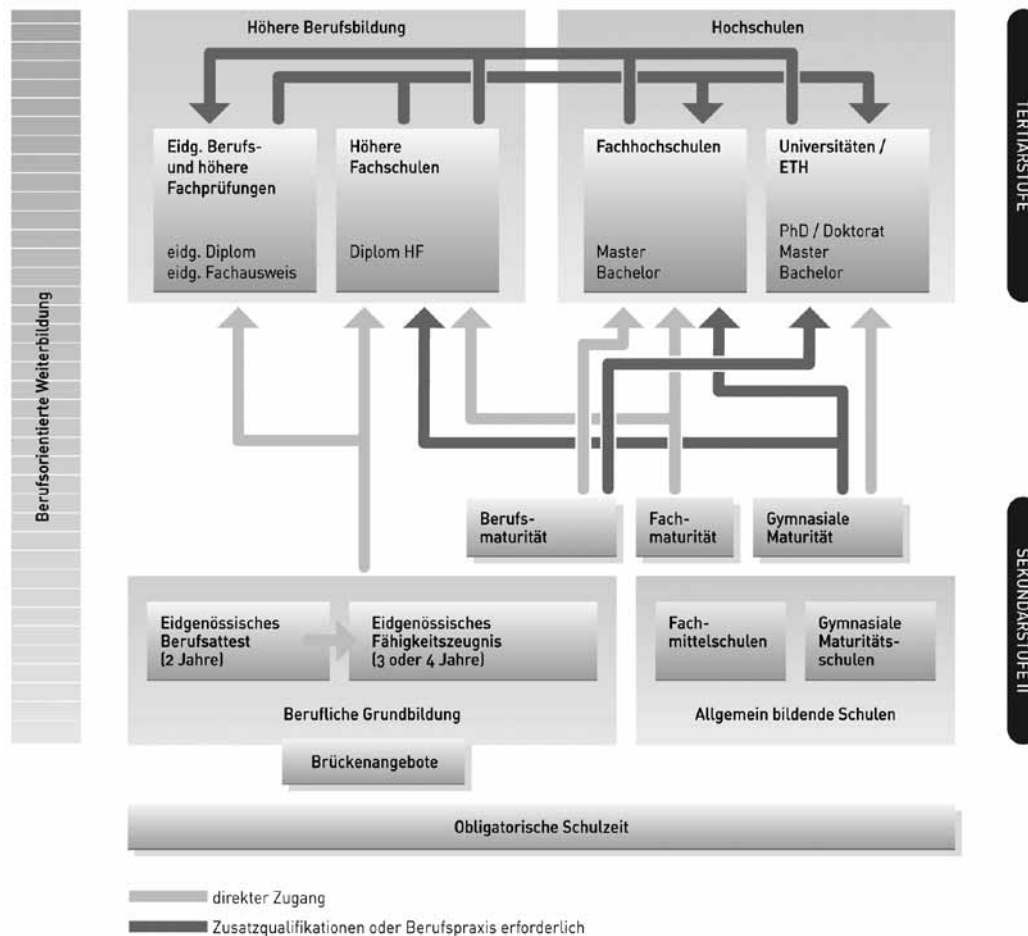 Höhere Berufsbildung
Hochschulen
Eidg. Berufs-
und höhere
Fachprüfungen
eidg. Diplom
eidg. Fachausweis
Höhere
Fachschulen
Diplom HF
Fachhochschulen
Master
Bachelor
Universitäten /
ETH
PhD / Doktorat
Master
Bachelor
TERTIÄRSTUFE
Berufsorientierte Weiterbildung
Berufs-
maturität
Fach-
maturität
Gymnasiale
Maturität
SEKUNDARSTUFE II
Eidgenössisches
Berufsattest
(2 Jahre)
Eidgenössisches
Fähigkeitszeugnis
(3 oder 4 Jahre)
Berufliche Grundbildung
Fach-
mittelschulen
Gymnasiale
Maturitäts-
schulen
Allgemein bildende Schulen
Brückenangebote
Obligatorische Schulzeit
direkter Zugang
Zusatzqualifikationen oder Berufspraxis erforderlich